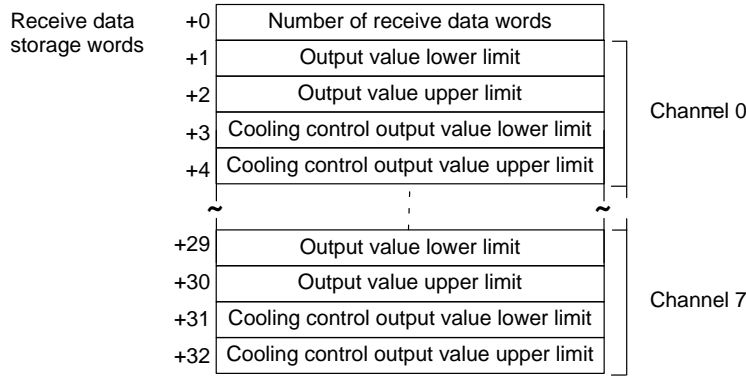 Receive data
storage words
+0 Number of receive data words
+1 Output value lower limit
+2 Output value upper limit
+3 Cooling control output value lower limit
+4 Cooling control output value upper limit
Channel 0
~ ~
+29 Output value lower limit
+30 Output value upper limit
+31 Cooling control output value lower limit
+32 Cooling control output value upper limit
Channel 7